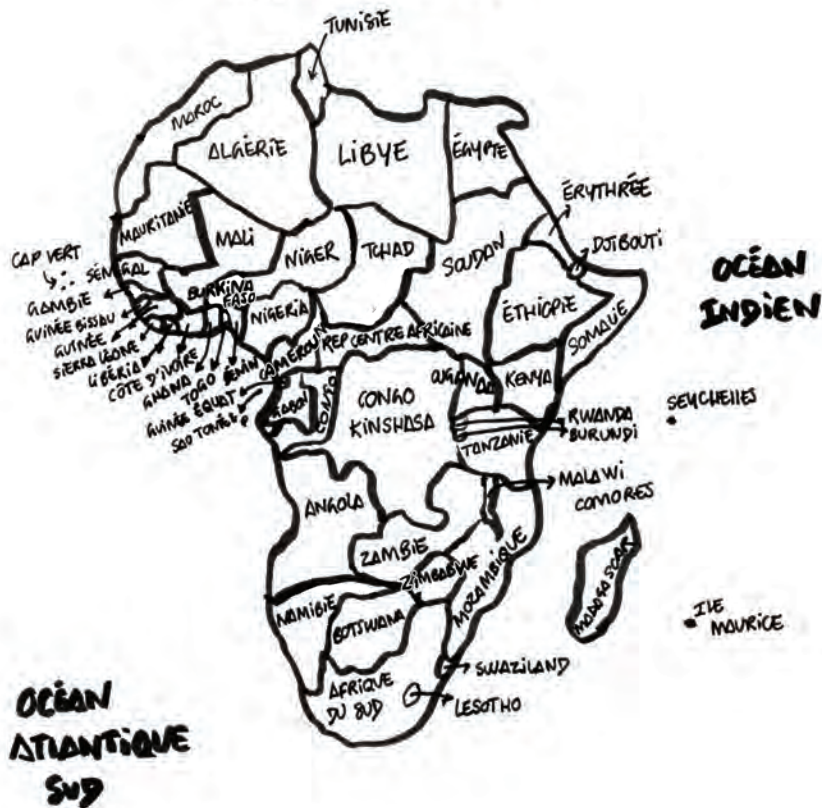 TUNISIE
MAROC
ALGÉRIE
LIBYE
ÉGYPTE
ÉRYTHRÉE
MAURITANIE
MALI
NIGER
TCHAD
SOUDAN
DJIBOUTI
CAP VERT
SÉNÉGAL
GAMBIE
GUINÉE BISSAU
GUINÉE
SIERRA LÉONE
LIBÉRIA
CÔTE D'IVOIRE
GHANA
TOGO
BENIN
BURKINA
FASO
NIGERIA
CAMEROUN
REP CENTRE AFRICAINE
ÉTHIOPIE
SOMALIE
OCÉAN
INDIEN
GUINÉE ÉQUAT
SAO TOMÉ & P
GABON
CONGO
CONGO
KINSHASA
OUGANDA
KENYA
RWANDA
BURUNDI
SEYCHELLES
TANZANIE
MALAWI
COMORES
ANGOLA
ZAMBIE
ZIMBABWE
MOZAMBIQUE
MADAGASCAR
ILE
MAURICE
NAMIBIE
BOTSWANA
SWAZILAND
AFRIQUE
DU SUD
LESOTHO
OCÉAN
ATLANTIQUE
SUD